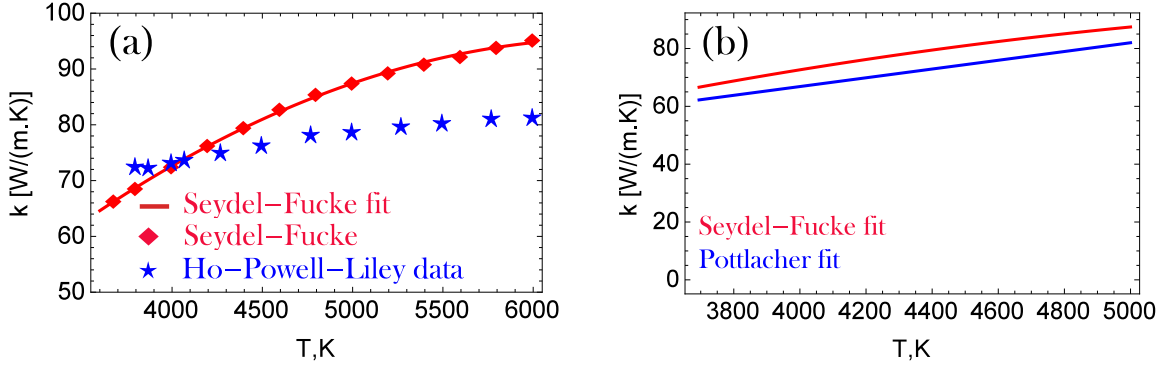 (a)
k [W/(m.K)]
100
90
80
70
60
50
Seydel−Fucke fit
Seydel−Fucke
Ho−Powell−Liley data
4000 4500 5000 5500 6000
T,K
(b)
k [W/(m.K)]
80
60
40
20
0
Seydel−Fucke fit
Pottlacher fit
3800 4000 4200 4400 4600 4800 5000
T,K